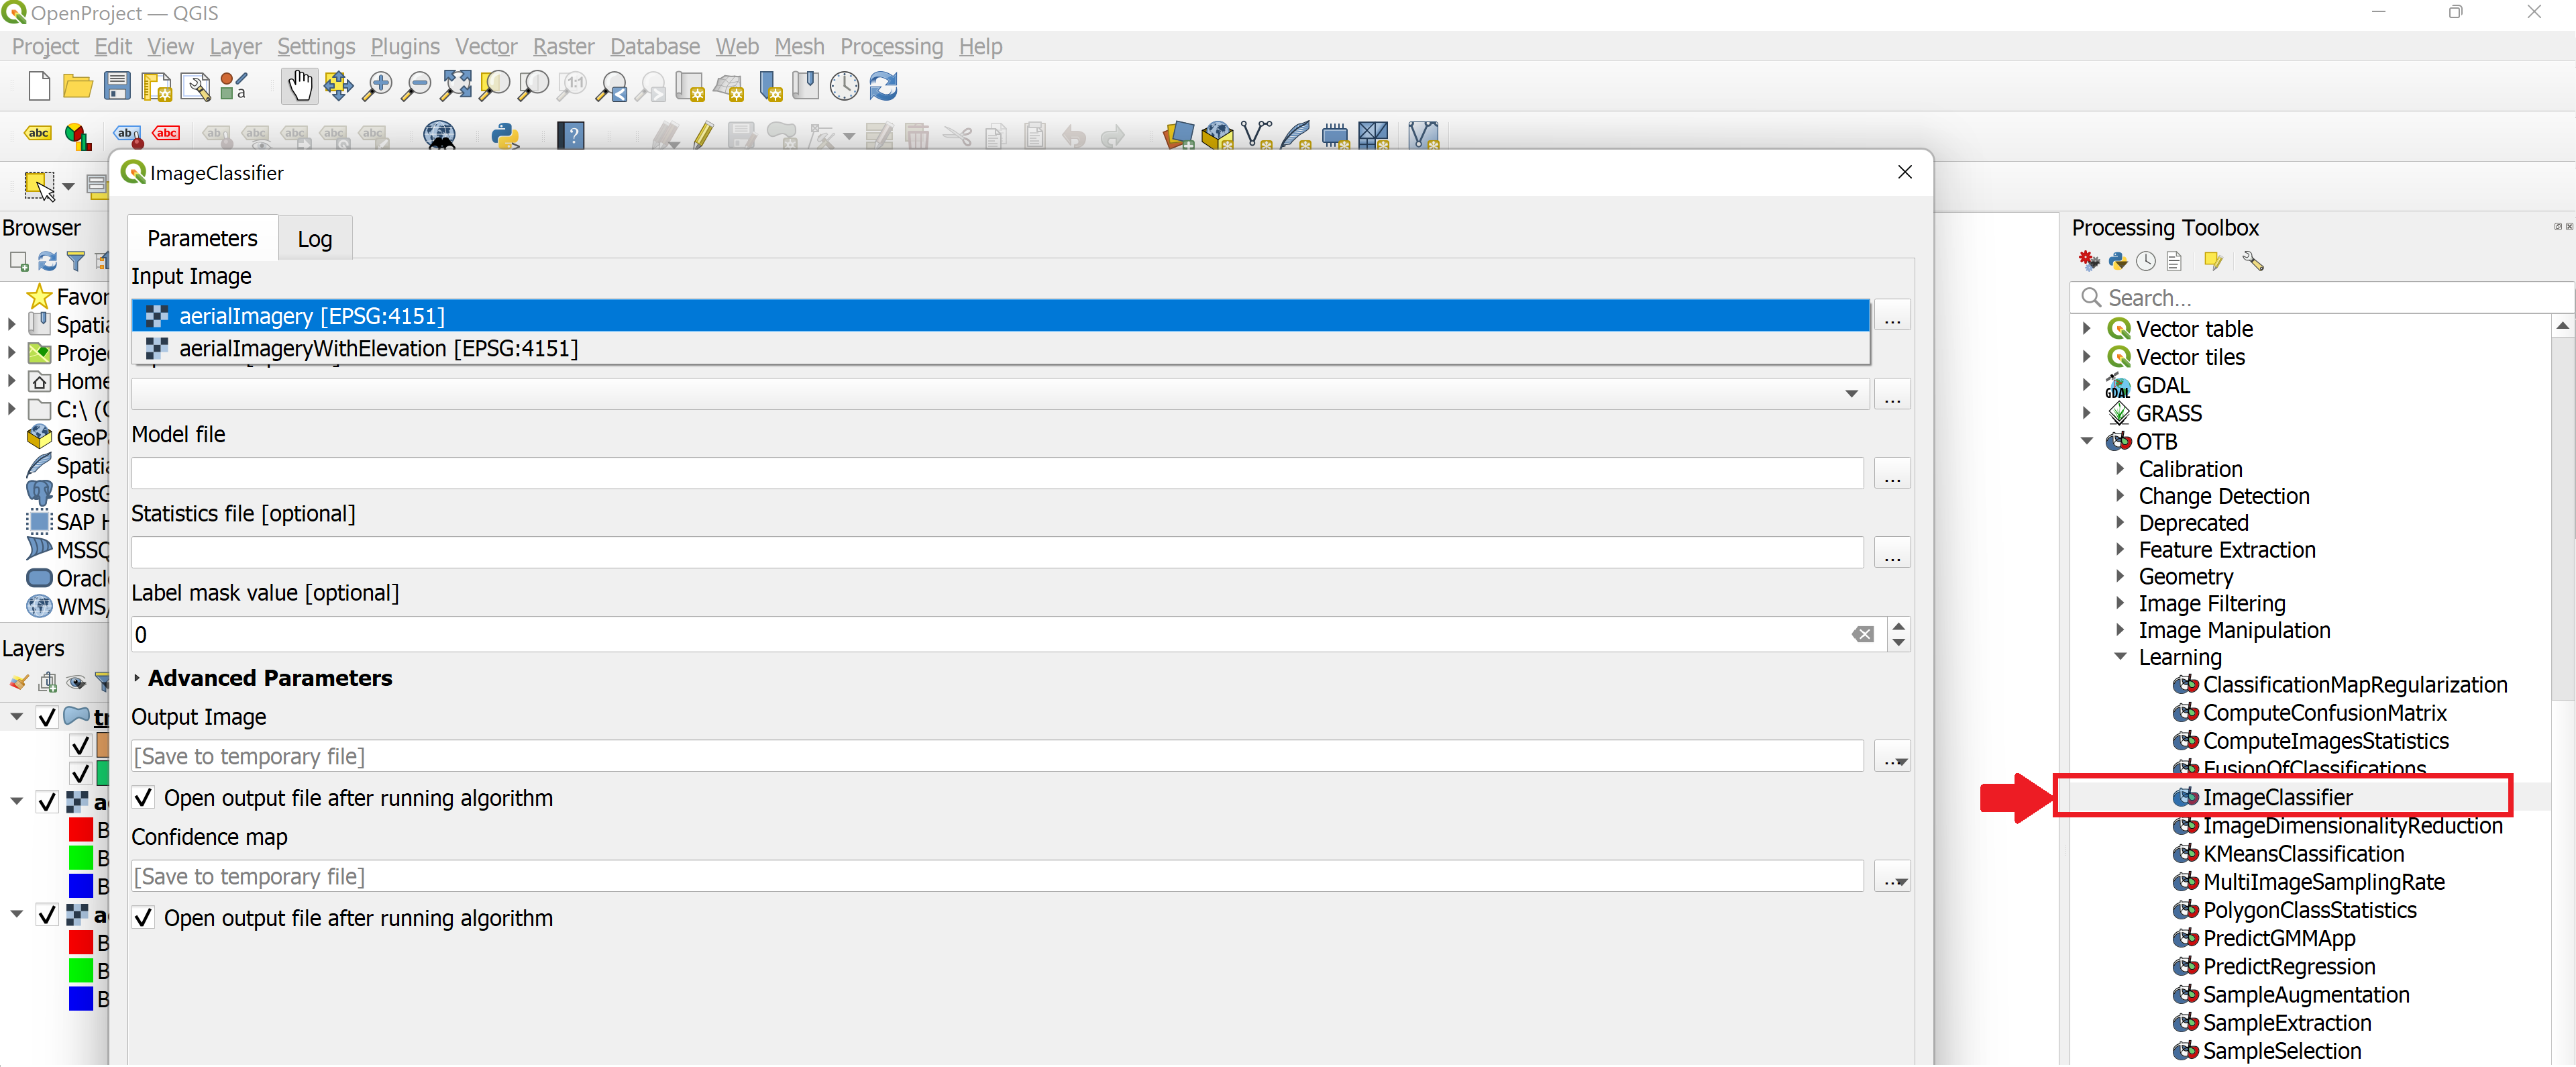 OpenProject — QGIS
Project Edit View Layer Settings Plugins Vector Raster Database Web Mesh Processing Help
ImageClassifier
Parameters
Log
Input Image
aerialImagery [EPSG:4151]
aerialImageryWithElevation [EPSG:4151]
Model file
Statistics file [optional]
Label mask value [optional]
0
Advanced Parameters
Output Image
[Save to temporary file]
Open output file after running algorithm
Confidence map
[Save to temporary file]
Open output file after running algorithm
Browser
Favor
Spatia
Proje
Home
C:\ (
GeoP
Spatia
PostG
SAP H
MSSQ
Oracl
WMS/
Layers
tr
a
B
B
B
a
B
B
B
Processing Toolbox
Search...
Vector table
Vector tiles
GDAL
GRASS
OTB
Calibration
Change Detection
Deprecated
Feature Extraction
Geometry
Image Filtering
Image Manipulation
Learning
ClassificationMapRegularization
ComputeConfusionMatrix
ComputeImagesStatistics
FusionOfClassifications
ImageClassifier
ImageDimensionalityReduction
KMeansClassification
MultiImageSamplingRate
PolygonClassStatistics
PredictGMMApp
PredictRegression
SampleAugmentation
SampleExtraction
SampleSelection